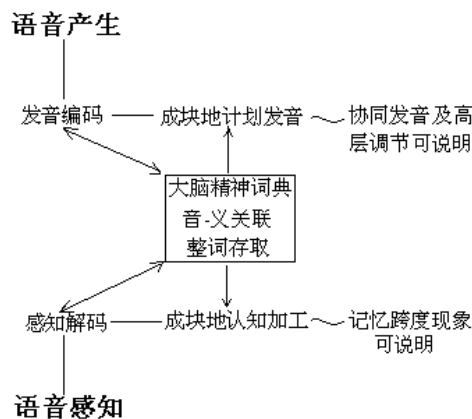 语音产生
发音编码
成块地计划发音
协同发音及高
层调节可说明
大脑精神词典
音-义关联
整词存取
感知解码
成块地认知加工
记忆跨度现象
可说明
语音感知